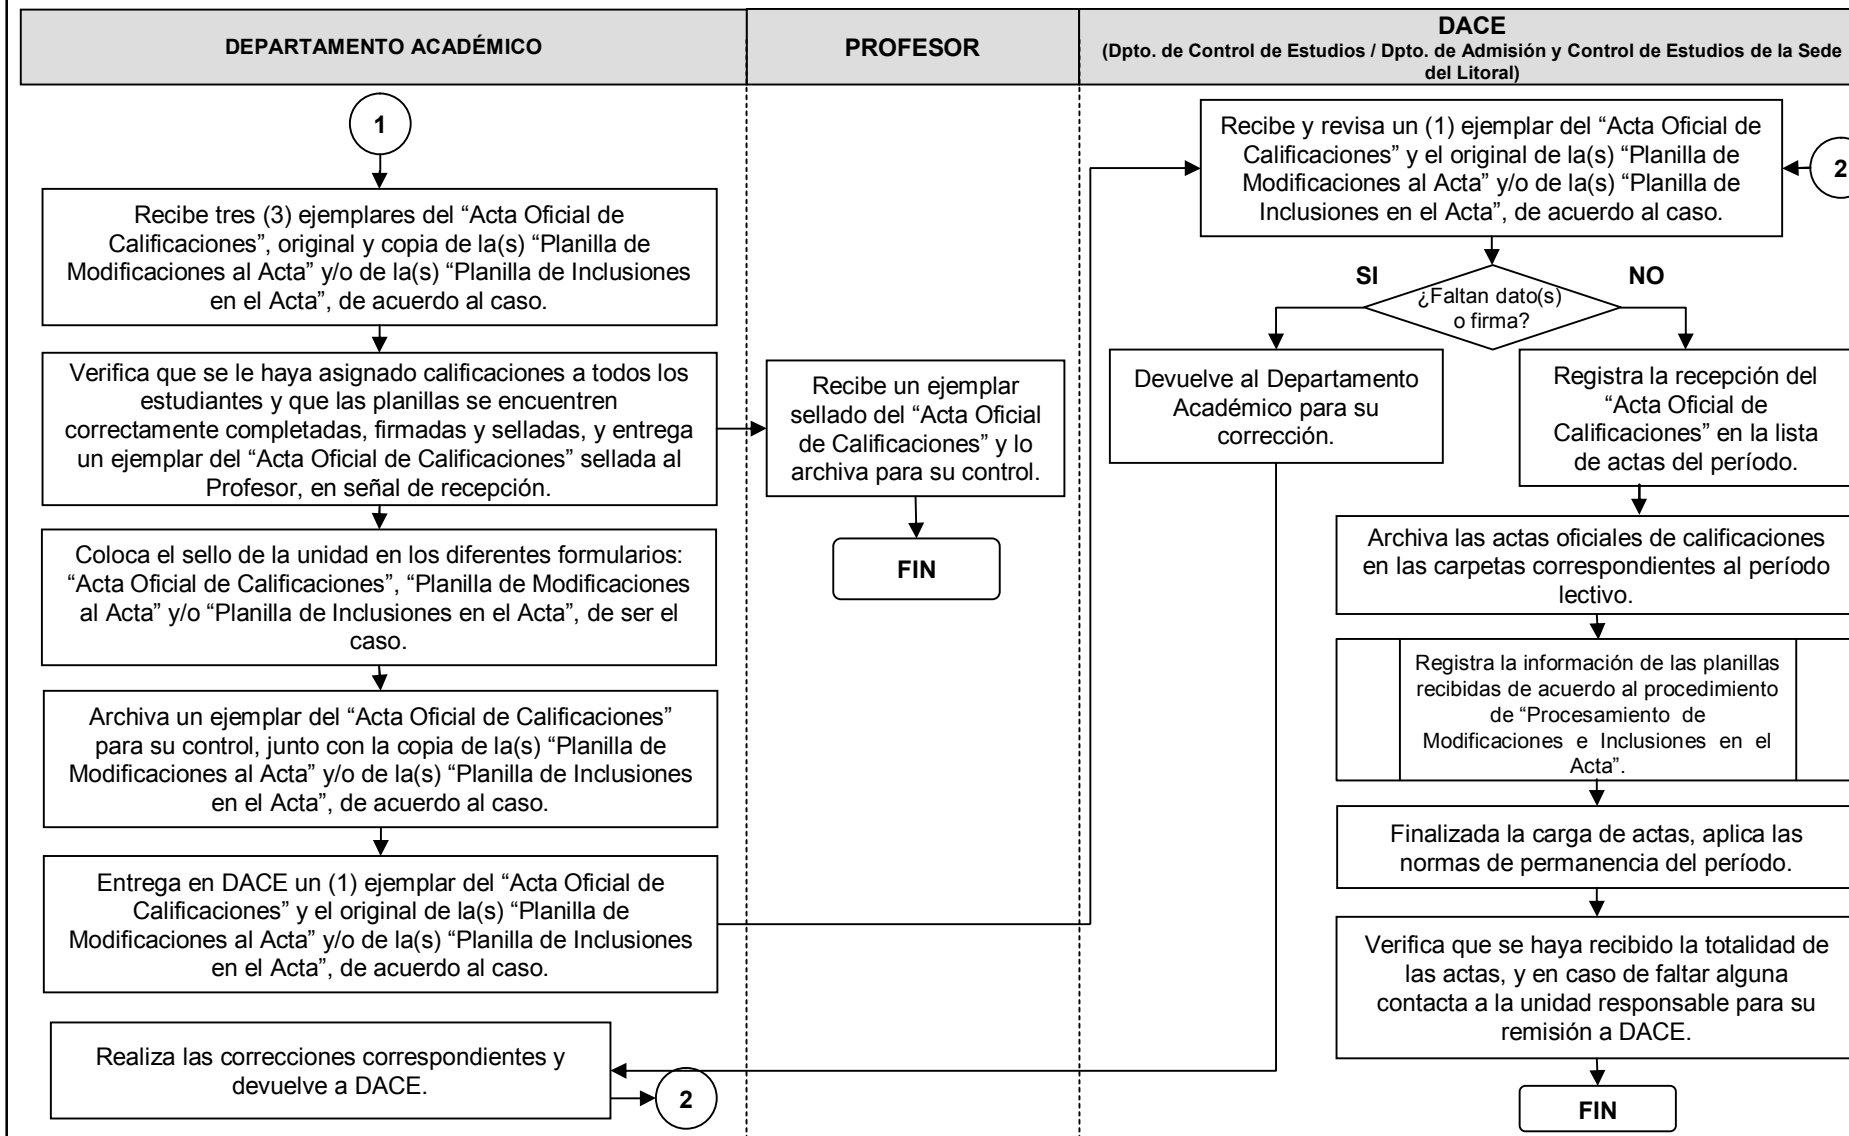 DEPARTAMENTO ACADÉMICO
PROFESOR
DACE
(Dpto. de Control de Estudios / Dpto. de Admisión y Control de Estudios de la Sede
del Litoral)
1
Recibe tres (3) ejemplares del “Acta Oficial de
Calificaciones”, original y copia de la(s) “Planilla de
Modificaciones al Acta” y/o de la(s) “Planilla de Inclusiones
en el Acta”, de acuerdo al caso.
Verifica que se le haya asignado calificaciones a todos los
estudiantes y que las planillas se encuentren
correctamente completadas, firmadas y selladas, y entrega
un ejemplar del “Acta Oficial de Calificaciones” sellada al
Profesor, en señal de recepción.
Coloca el sello de la unidad en los diferentes formularios:
“Acta Oficial de Calificaciones”, “Planilla de Modificaciones
al Acta” y/o “Planilla de Inclusiones en el Acta”, de ser el
caso.
Archiva un ejemplar del “Acta Oficial de Calificaciones”
para su control, junto con la copia de la(s) “Planilla de
Modificaciones al Acta” y/o de la(s) “Planilla de Inclusiones
en el Acta”, de acuerdo al caso.
Entrega en DACE un (1) ejemplar del “Acta Oficial de
Calificaciones” y el original de la(s) “Planilla de
Modificaciones al Acta” y/o de la(s) “Planilla de Inclusiones
en el Acta”, de acuerdo al caso.
Realiza las correcciones correspondientes y
devuelve a DACE.
2
Recibe un ejemplar
sellado del “Acta Oficial
de Calificaciones” y lo
archiva para su control.
FIN
Recibe y revisa un (1) ejemplar del “Acta Oficial de
Calificaciones” y el original de la(s) “Planilla de
Modificaciones al Acta” y/o de la(s) “Planilla de
Inclusiones en el Acta”, de acuerdo al caso.
2
SI
NO
¿Faltan dato(s)
o firma?
Devuelve al Departamento
Académico para su
corrección.
Registra la recepción del
“Acta Oficial de
Calificaciones” en la lista
de actas del período.
Archiva las actas oficiales de calificaciones
en las carpetas correspondientes al período
lectivo.
Registra la información de las planillas
recibidas de acuerdo al procedimiento
de “Procesamiento de
Modificaciones e Inclusiones en el
Acta”.
Finalizada la carga de actas, aplica las
normas de permanencia del período.
Verifica que se haya recibido la totalidad de
las actas, y en caso de faltar alguna
contacta a la unidad responsable para su
remisión a DACE.
FIN